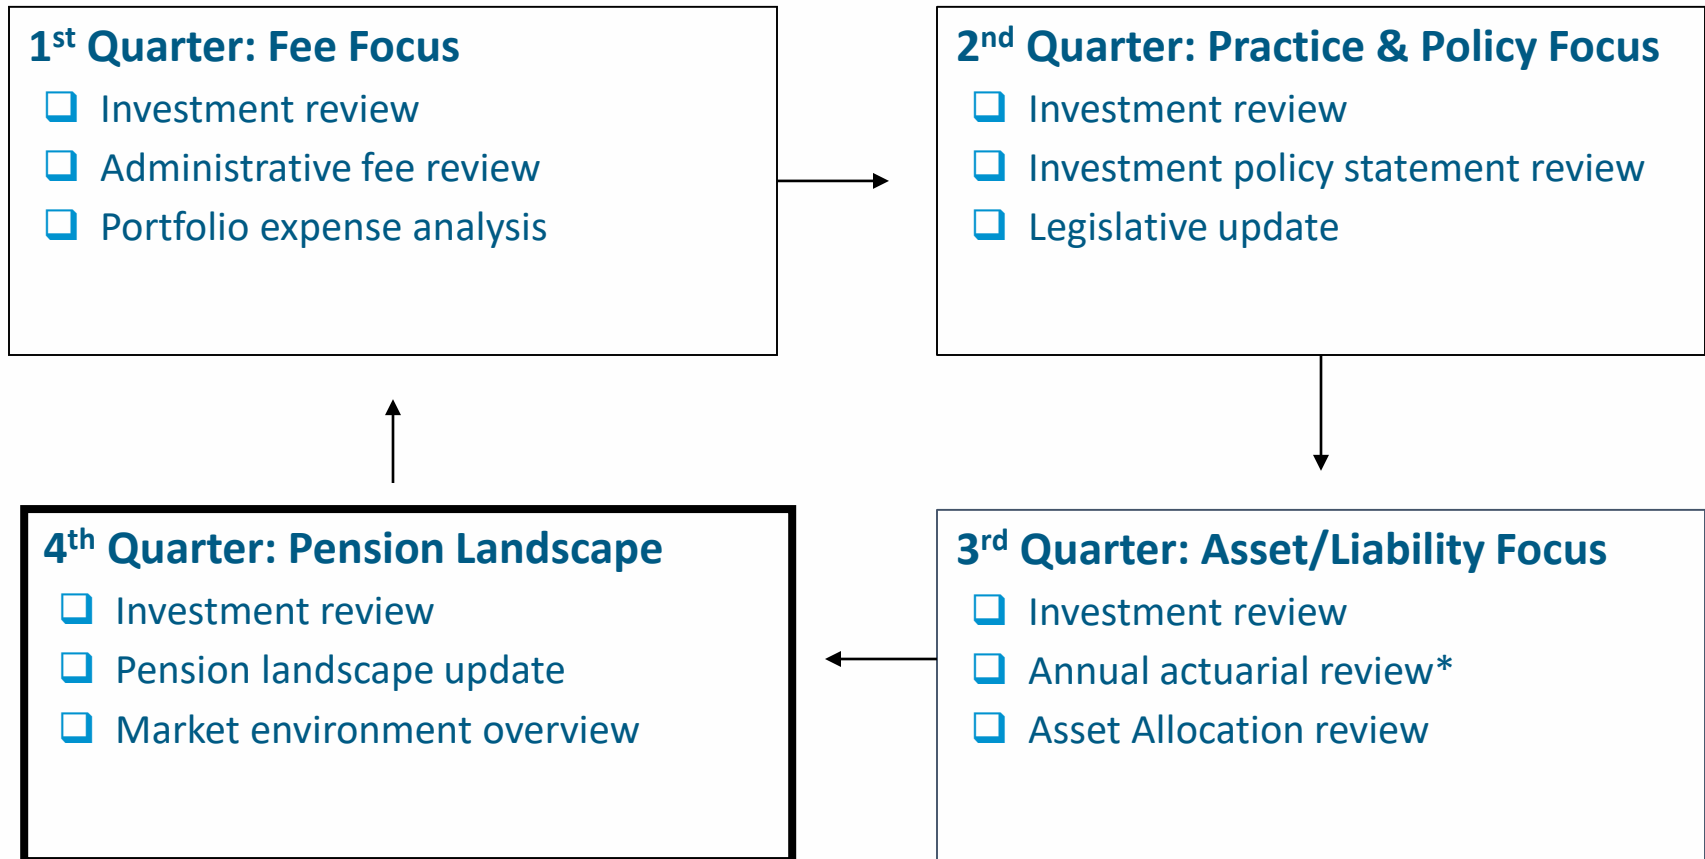 1st Quarter: Fee Focus
Investment review
Administrative fee review
Portfolio expense analysis
2nd Quarter: Practice & Policy Focus
Investment review
Investment policy statement review
Legislative update
3rd Quarter: Asset/Liability Focus
Investment review
Annual actuarial review*
Asset Allocation review
4th Quarter: Pension Landscape
Investment review
Pension landscape update
Market environment overview